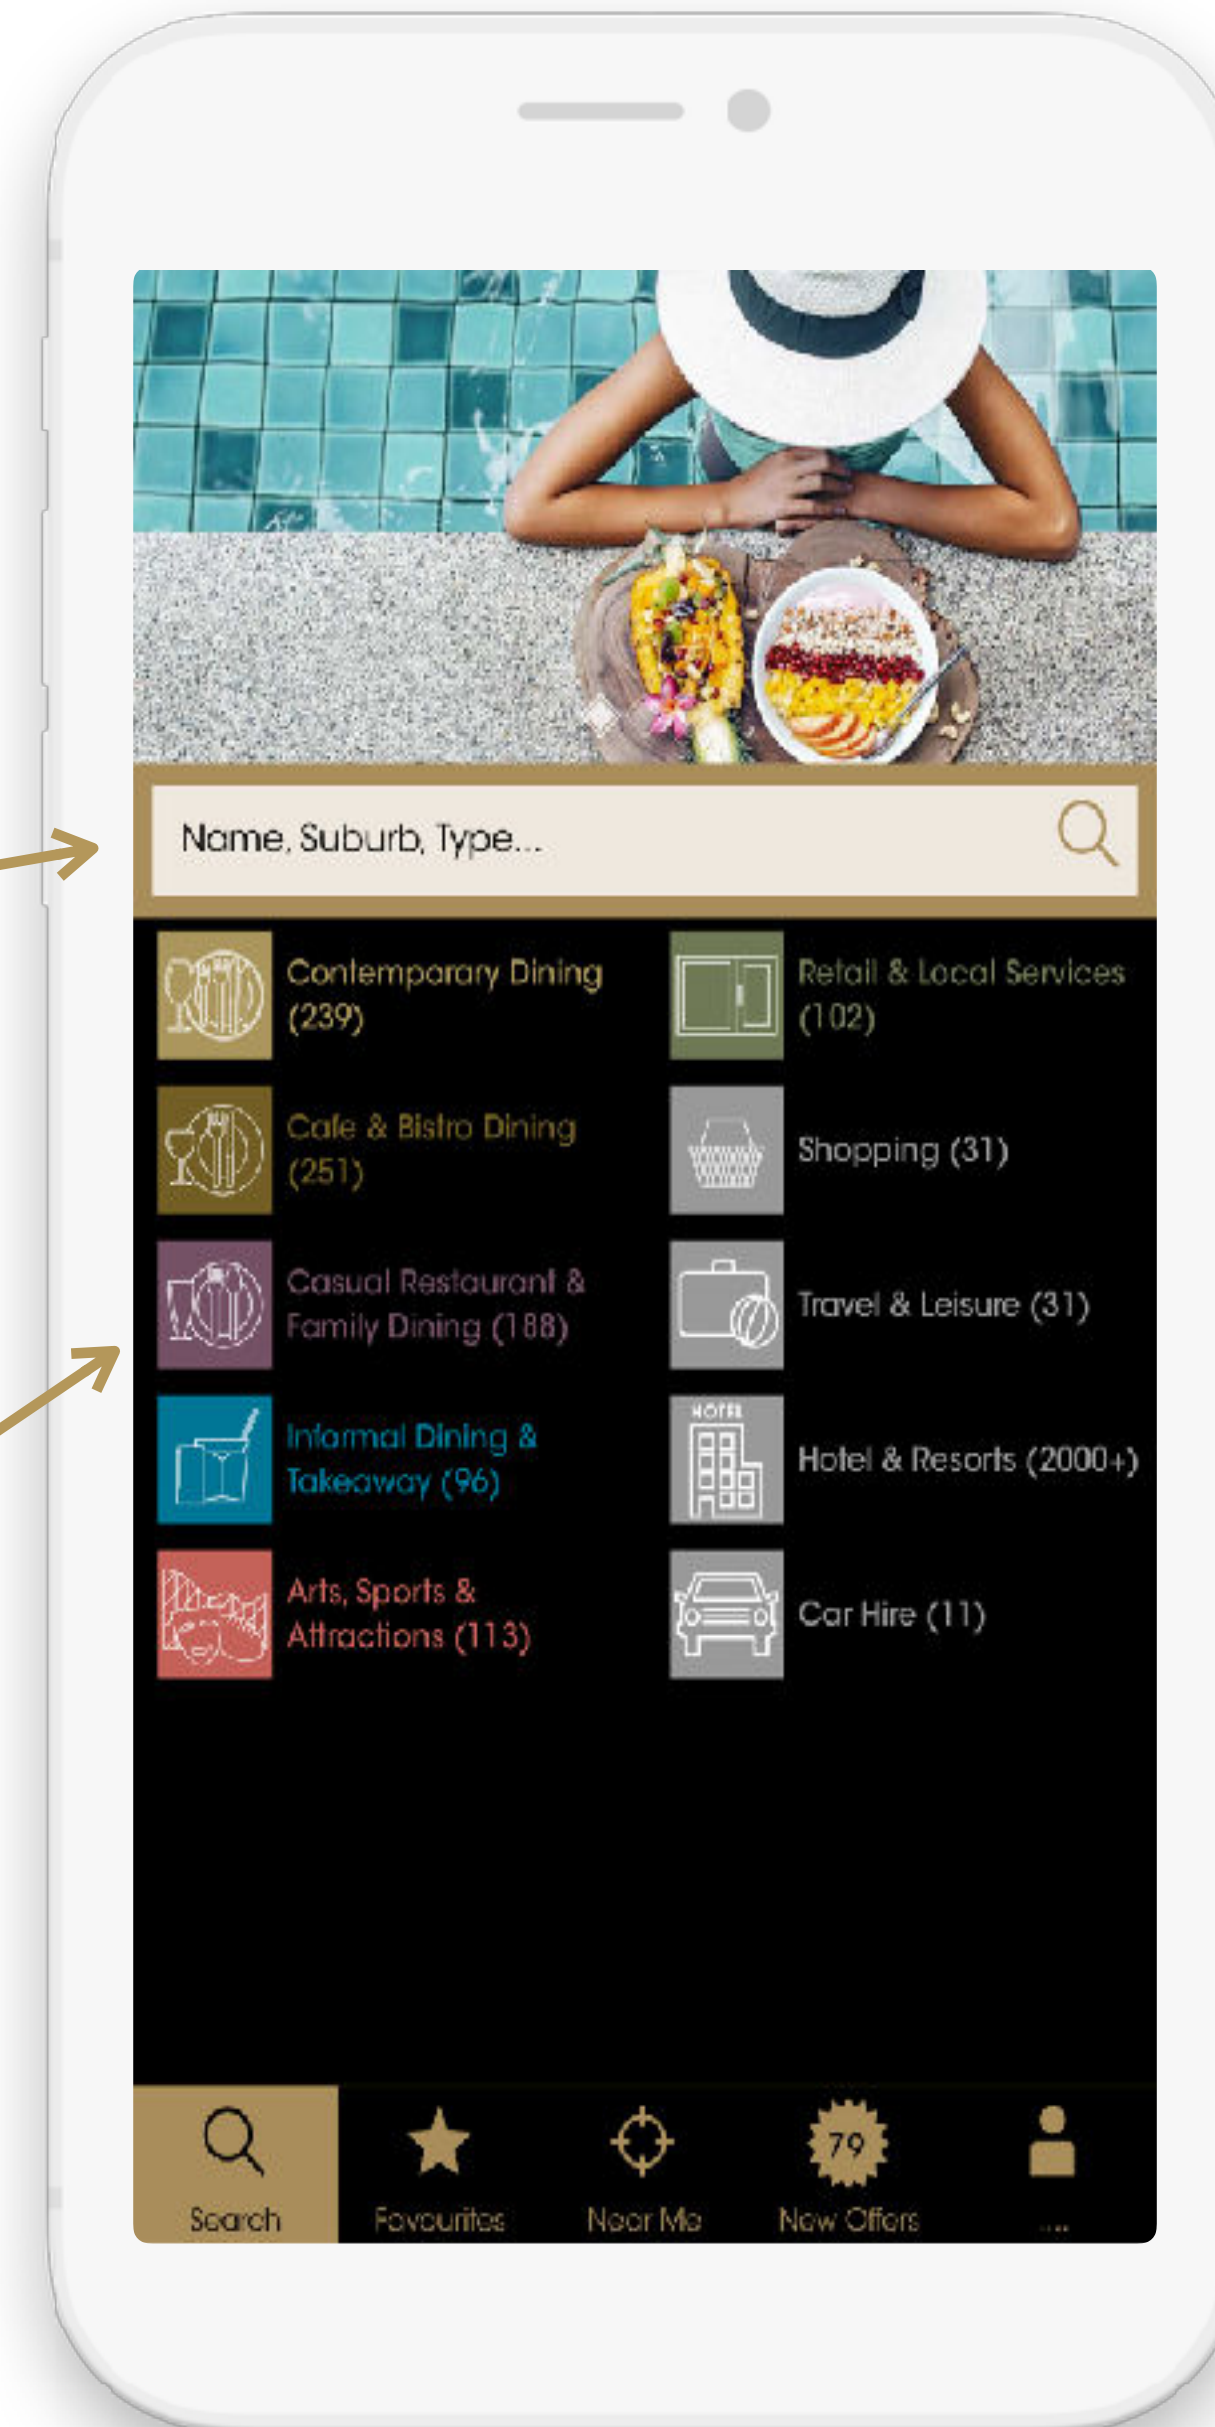 Name, Suburb, Type...
Contemporary Dining
(239)
Retail & Local Services
(102)
Cafe & Bistro Dining
(251)
Shopping (31)
Casual Restaurant &
Family Dining (188)
Travel & Leisure (31)
Informal Dining &
Takeaway (96)
HOTEL
Hotel & Resorts (2000+)
Arts, Sports &
Attractions (113)
Car Hire (11)
79
Search
Favourites
Near Me
New Offers
....